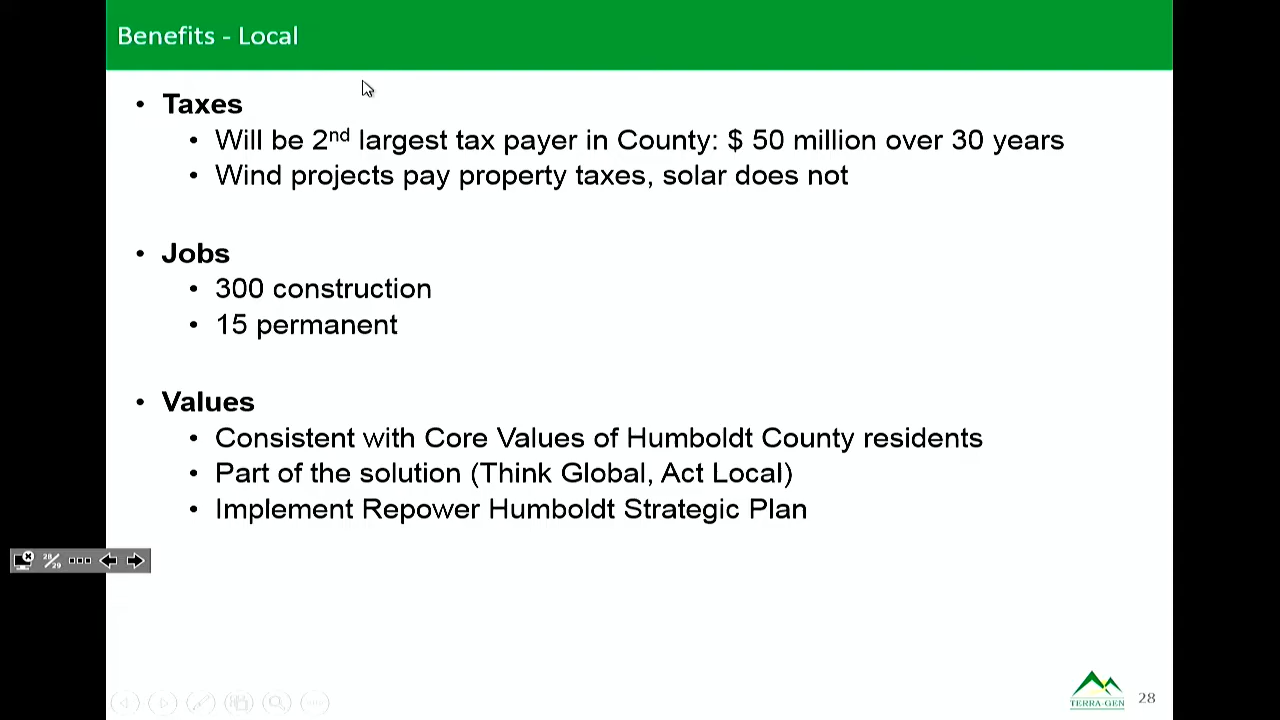 Benefits - Local
• Taxes
• Will be 2nd largest tax payer in County: $ 50 million over 30 years
• Wind projects pay property taxes, solar does not
• Jobs
• 300 construction
• 15 permanent
• Values
• Consistent with Core Values of Humboldt County residents
• Part of the solution (Think Global, Act Local)
• Implement Repower Humboldt Strategic Plan
28/29
TERRA-GEN
28